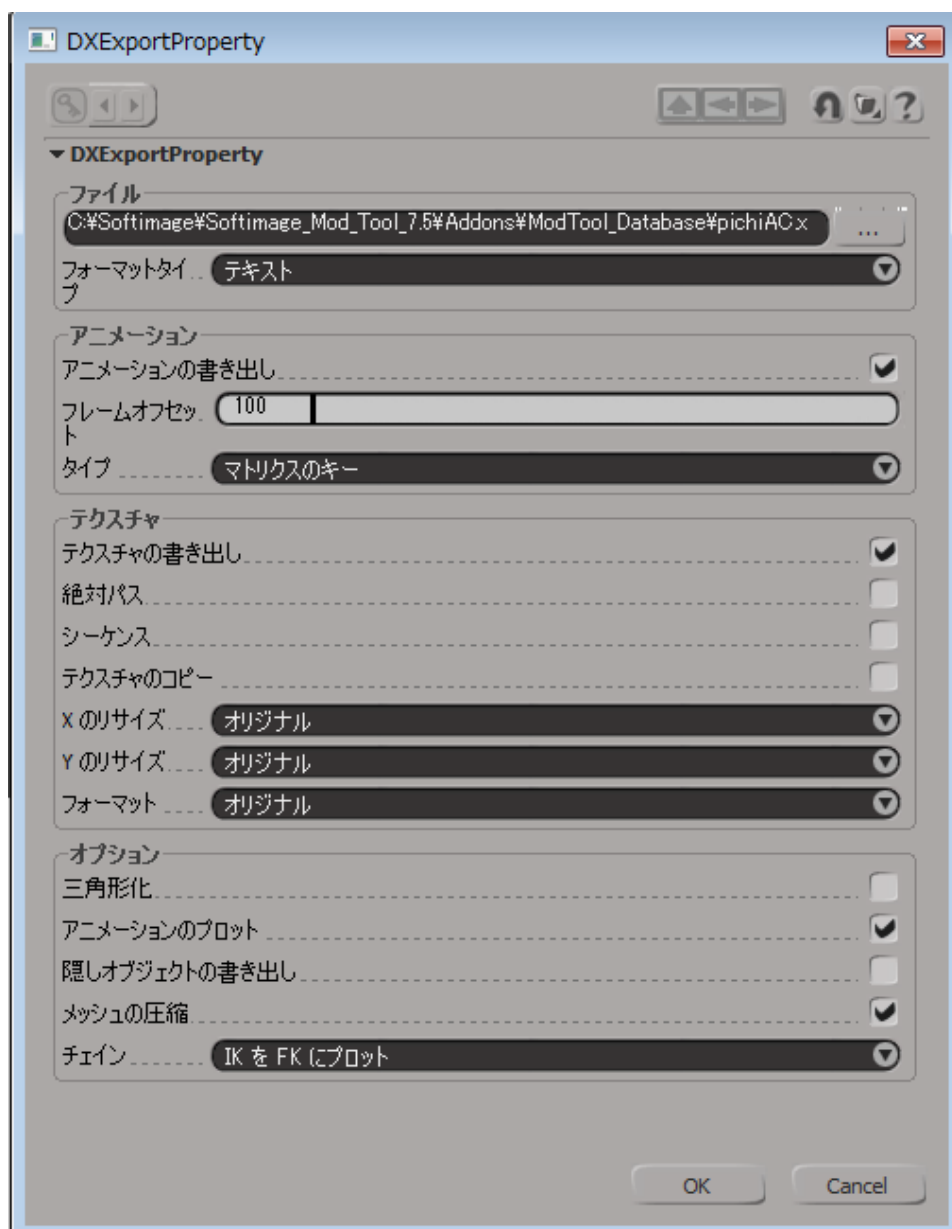 DXExportProperty
DXExportProperty
ファイル
C:¥Softimage¥Softimage_Mod_Tool_7.5¥Addons¥ModTool_Database¥pichiAC.x
...
フォーマットタイ
プ
テキスト
アニメーション
アニメーションの書き出し
フレームオフセッ
ト
100
タイプ
マトリクスのキー
テクスチャ
テクスチャの書き出し
絶対パス
シーケンス
テクスチャのコピー
X のリサイズ
オリジナル
Y のリサイズ
オリジナル
フォーマット
オリジナル
オプション
三角形化
アニメーションのプロット
隠しオブジェクトの書き出し
メッシュの圧縮
チェイン
IK を FK にプロット
OK
Cancel